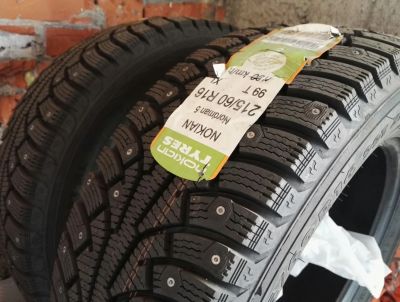 nokian
TYRES
NOKIAN
Nordman 5
215/60 R16
99 T XL